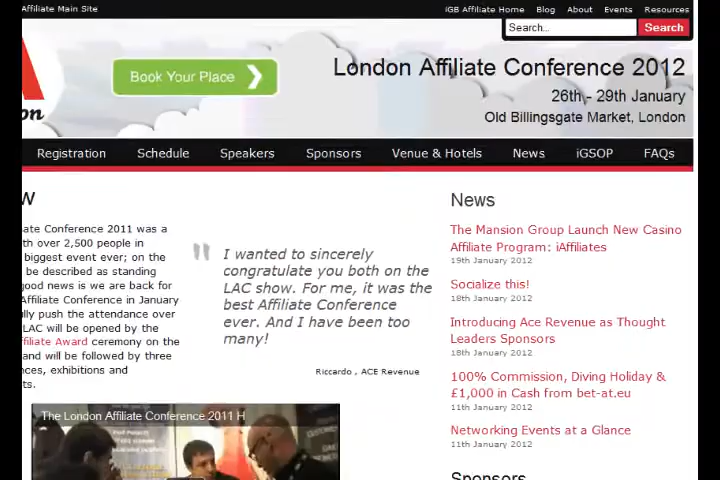 Affiliate Main Site
iGB Affiliate Home Blog About Events Resources
Search...
Search
Book Your Place
London Affiliate Conference 2012
26th - 29th January
Old Billingsgate Market, London
Registration Schedule Speakers Sponsors Venue & Hotels News iGSOP FAQs
w
ate Conference 2011 was a
th over 2,500 people in
biggest event ever; on the
be described as standing
good news is we are back for
Affiliate Conference in January
lly push the attendance over
LAC will be opened by the
ffiliate Award ceremony on the
and will be followed by three
nces, exhibitions and
ts.
"I wanted to sincerely
congratulate you both on the
LAC show. For me, it was the
best Affiliate Conference
ever. And I have been too
many!
Riccardo , ACE Revenue
The London Affiliate Conference 2011 H
News
The Mansion Group Launch New Casino
Affiliate Program: iAffiliates
19th January 2012
Socialize this!
18th January 2012
Introducing Ace Revenue as Thought
Leaders Sponsors
18th January 2012
100% Commission, Diving Holiday &
£1,000 in Cash from bet-at.eu
11th January 2012
Networking Events at a Glance
11th January 2012
Sponsors